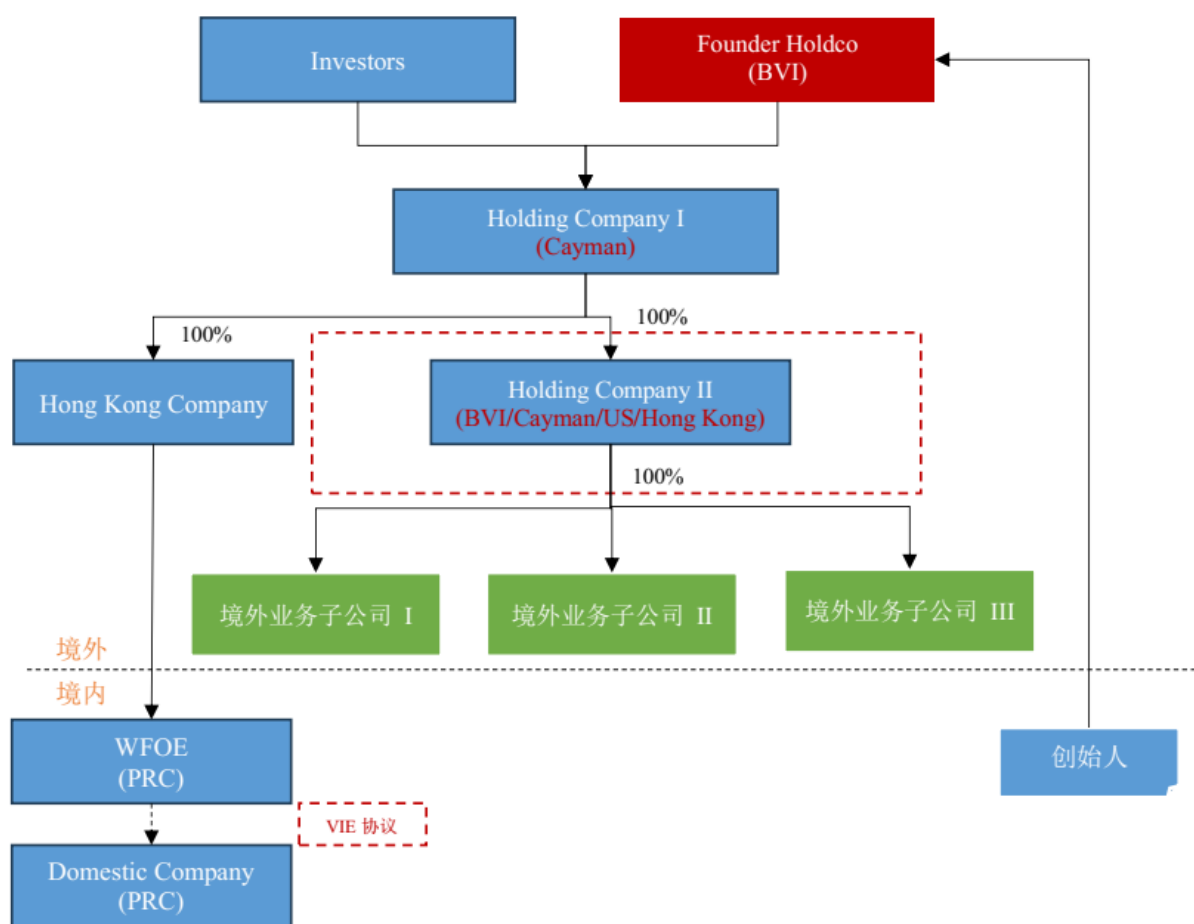 Investors
Founder Holdco
(BVI)
Holding Company I
(Cayman)
100%
100%
Hong Kong Company
Holding Company II
(BVI/Cayman/US/Hong Kong)
100%
境外业务子公司 I
境外业务子公司 II
境外业务子公司 III
境外
境内
WFOE
(PRC)
创始人
VIE 协议
Domestic Company
(PRC)